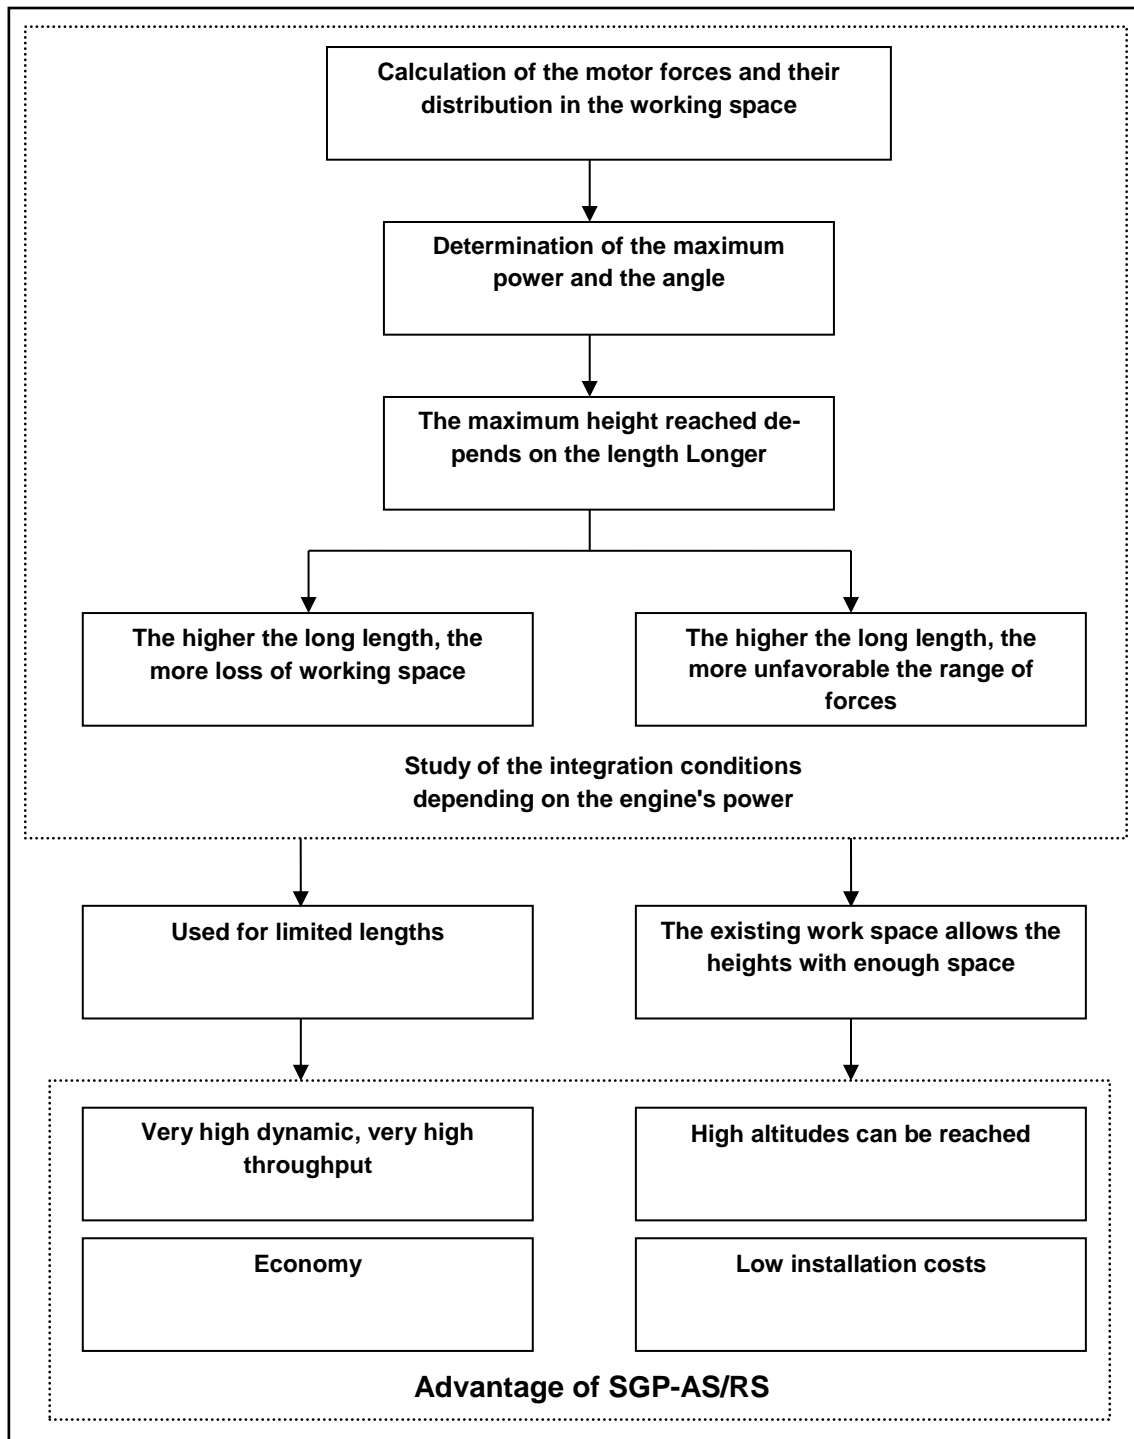 Calculation of the motor forces and their
distribution in the working space
Determination of the maximum
power and the angle
The maximum height reached de-
pends on the length Longer
The higher the long length, the
more loss of working space
The higher the long length, the
more unfavorable the range of
forces
Study of the integration conditions
depending on the engine's power
Used for limited lengths
The existing work space allows the
heights with enough space
Very high dynamic, very high
throughput
High altitudes can be reached
Economy
Low installation costs
Advantage of SGP-AS/RS